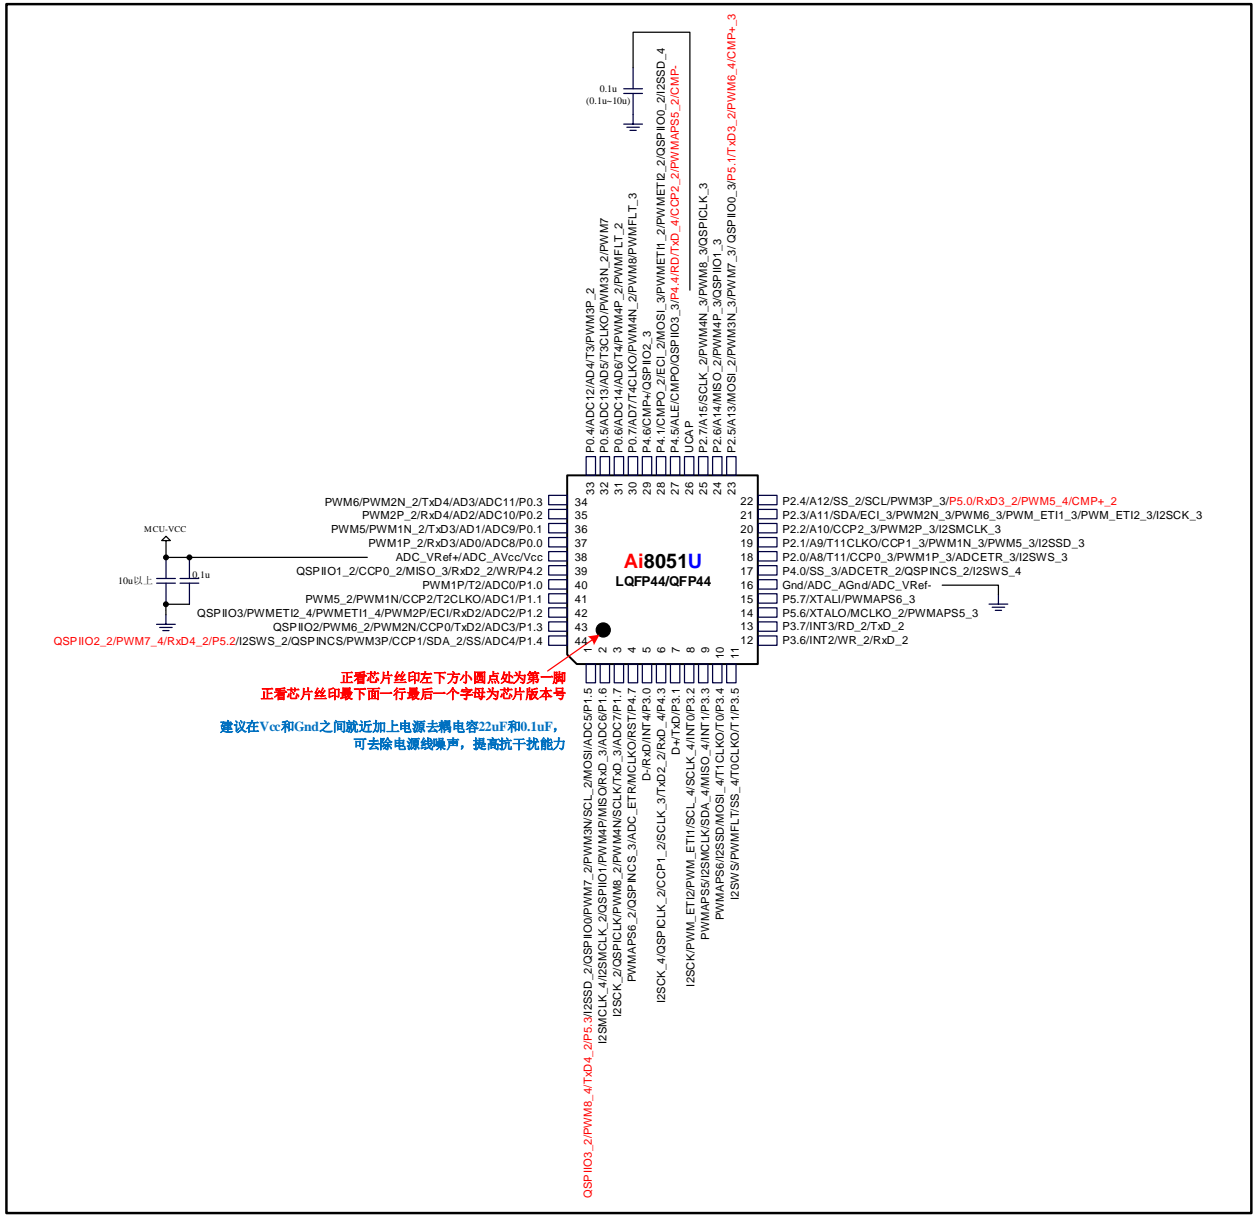 0.1u
(0.1u~10u)
P0.4/ADC12/AD4/T3/PWM3P_2
P0.5/ADC13/AD5/T3CLKO/PWM3N_2/PWM7
P0.6/ADC14/AD6/T4/PWM4P_2/PWMFLT_2
P0.7/AD7/T4CLKO/PWM4N_2/PWM8/PWMFLT_3
P4.6/CMP+/QSPIIO2_3
P4.1/CMPO_2/ECI_2/MOSI_3/PWMETI1_2/PWMETI2_2/QSPIIO0_2/I2SSD_4
P4.5/ALE/CMPO/QSPIIO3_3/P4.4/RD/TxD_4/CCP2_2/PWMAPS5_2/CMP-
UCAP
P2.7/A15/SCLK_2/PWM4N_3/PWM8_3/QSPICLK_3
P2.6/A14/MISO_2/PWM4P_3/QSPIIO1_3
P2.5/A13/MOSI_2/PWM3N_3/PWM7_3/ QSPIIO0_3/P5.1/TxD3_2/PWM6_4/CMP+_3
33
32
31
30
29
28
27
26
25
24
23
PWM6/PWM2N_2/TxD4/AD3/ADC11/P0.3 34
PWM2P_2/RxD4/AD2/ADC10/P0.2 35
PWM5/PWM1N_2/TxD3/AD1/ADC9/P0.1 36
PWM1P_2/RxD3/AD0/ADC8/P0.0 37
ADC_VRef+/ADC_AVcc/Vcc 38
QSPIIO1_2/CCP0_2/MISO_3/RxD2_2/WR/P4.2 39
PWM1P/T2/ADC0/P1.0 40
PWM5_2/PWM1N/CCP2/T2CLKO/ADC1/P1.1 41
QSPIIO3/PWMETI2_4/PWMETI1_4/PWM2P/ECI/RxD2/ADC2/P1.2 42
QSPIIO2/PWM6_2/PWM2N/CCP0/TxD2/ADC3/P1.3 43
QSPIIO2_2/PWM7_4/RxD4_2/P5.2/I2SWS_2/QSPINCS/PWM3P/CCP1/SDA_2/SS/ADC4/P1.4 44
MCU-VCC
10u以上
0.1u
Ai8051U
LQFP44/QFP44
22 P2.4/A12/SS_2/SCL/PWM3P_3/P5.0/RxD3_2/PWM5_4/CMP+_2
21 P2.3/A11/SDA/ECI_3/PWM2N_3/PWM6_3/PWM_ETI1_3/PWM_ETI2_3/I2SCK_3
20 P2.2/A10/CCP2_3/PWM2P_3/I2SMCLK_3
19 P2.1/A9/T11CLKO/CCP1_3/PWM1N_3/PWM5_3/I2SSD_3
18 P2.0/A8/T11/CCP0_3/PWM1P_3/ADCETR_3/I2SWS_3
17 P4.0/SS_3/ADCETR_2/QSPINCS_2/I2SWS_4
16 Gnd/ADC_AGnd/ADC_VRef-
15 P5.7/XTALI/PWMAPS6_3
14 P5.6/XTALO/MCLKO_2/PWMAPS5_3
13 P3.7/INT3/RD_2/TxD_2
12 P3.6/INT2/WR_2/RxD_2
1
2
3
4
5
6
7
8
9
10
11
正看芯片丝印左下方小圆点处为第一脚
正看芯片丝印最下面一行最后一个字母为芯片版本号
建议在Vcc和Gnd之间就近加上电源去耦电容22uF和0.1uF，
可去除电源线噪声，提高抗干扰能力
QSPIIO3_2/PWM8_4/TxD4_2/P5.3/I2SSD_2/QSPIIO0/PWM7_2/PWM3N/SCL_2/MOSI/ADC5/P1.5
I2SMCLK_4/I2SMCLK_2/QSPIIO1/PWM4P/MISO/RxD_3/ADC6/P1.6
I2SCK_2/QSPICLK/PWM8_2/PWM4N/SCLK/TxD_3/ADC7/P1.7
PWMAPS6_2/QSPINCS_3/ADC_ETR/MCLKO/RST/P4.7
D-/RxD/INT4/P3.0
I2SCK_4/QSPICLK_2/CCP1_2/SCLK_3/TxD2_2/RxD_4/P4.3
D+/TxD/P3.1
I2SCK/PWM_ETI2/PWM_ETI1/SCL_4/SCLK_4/INT0/P3.2
PWMAPS5/I2SMCLK/SDA_4/MISO_4/INT1/P3.3
PWMAPS6/I2SSD/MOSI_4/T1CLKO/T0/P3.4
I2SWS/PWMFLT/SS_4/T0CLKO/T1/P3.5